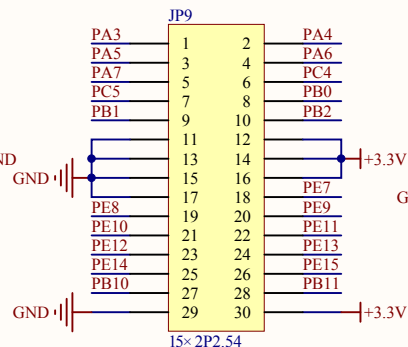 JP9
PA3 1 2 PA4
PA5 3 4 PA6
PA7 5 6 PC4
PC5 7 8 PB0
PB1 9 10 PB2
11 12
ND 13 14 +3.3V
GND 15 16
17 18 PE7
G
PE8 19 20 PE9
PE10 21 22 PE11
PE12 23 24 PE13
PE14 25 26 PE15
PB10 27 28 PB11
GND 29 30 +3.3V
15×2P2.54